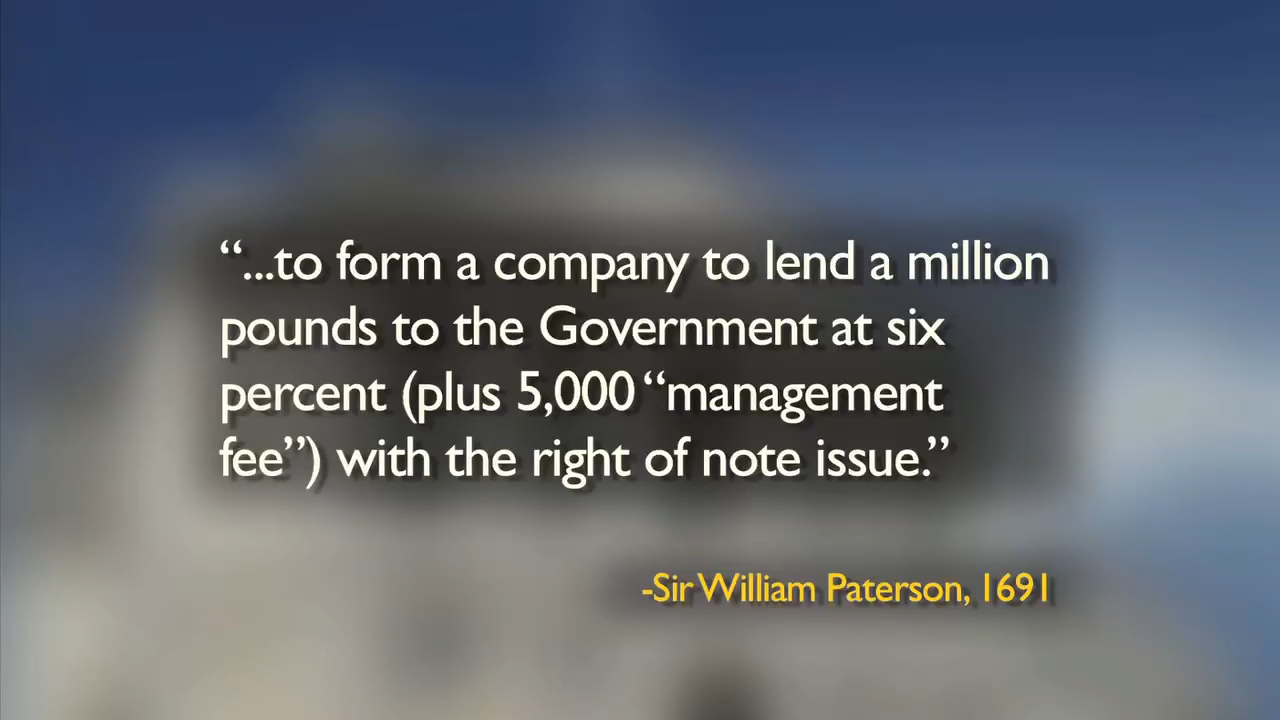 “...to form a company to lend a million
pounds to the Government at six
percent (plus 5,000 “management
fee”) with the right of note issue.”
-Sir William Paterson, 1691